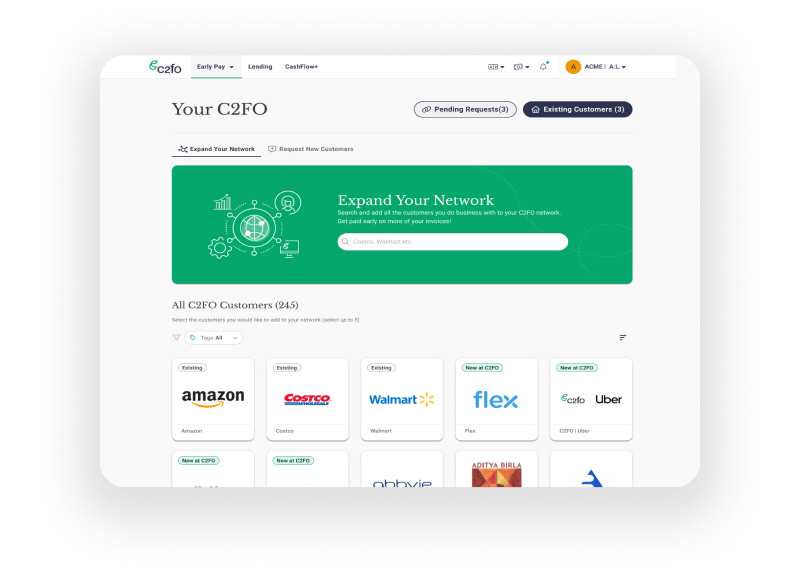 c2fo
Early Pay
Lending
CashFlow+
A
ACME | A.L.
Your C2FO
Pending Requests(3)
Existing Customers (3)
Expand Your Network
Request New Customers
Expand Your Network
Search and add all the customers you do business with to your C2FO network.
Get paid early on more of your invoices!
Costco, Walmart etc.
All C2FO Customers (245)
Select the customers you would like to add to your network (select up to 5)
Tags All
Existing
Existing
Existing
New at C2FO
New at C2FO
amazon
COSTCO
WHOLESALE
Walmart
flex
c2fo | Uber
Amazon
Costco
Walmart
Flex
C2FO | Uber
New at C2FO
New at C2FO
abbvie
ADITYA BIRLA